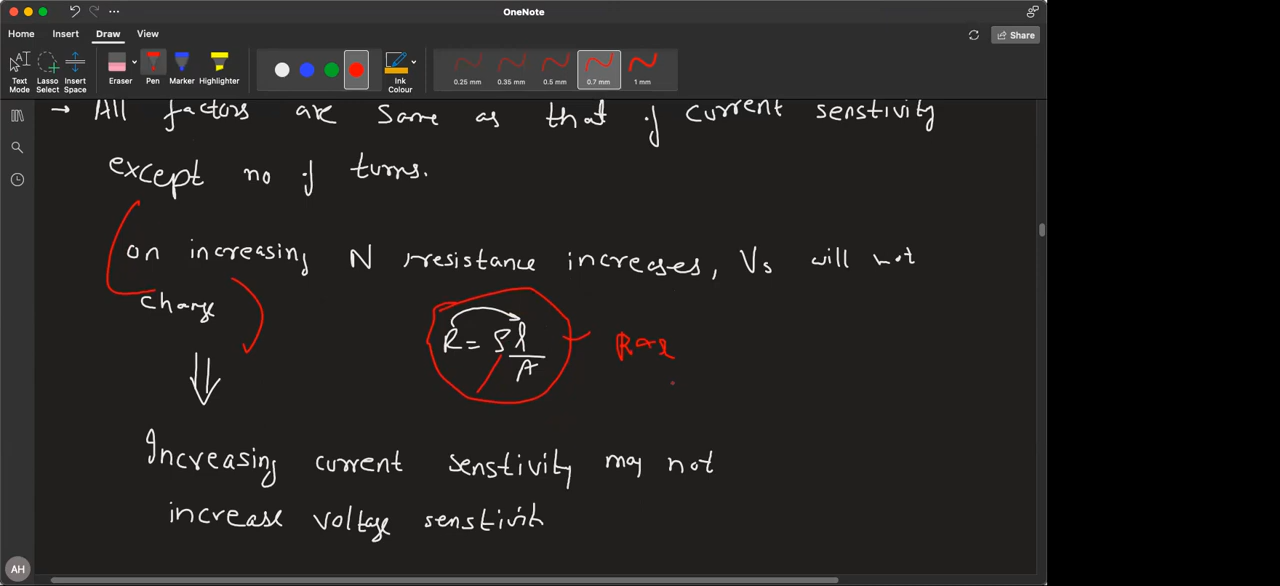 OneNote
Home Insert Draw View
Share
Text Mode
Lasso Select
Insert Space
Eraser
Pen
Marker
Highlighter
Ink Colour
0.25 mm
0.35 mm
0.5 mm
0.7 mm
1 mm
→ All factors are same as that of current senstivity
except no of turns.
on increasing N resistance increases, Vs will not
change
R = ρ l/A
R ∝ l
⇓
Increasing current senstivity may not
increase voltage senstivit
AH